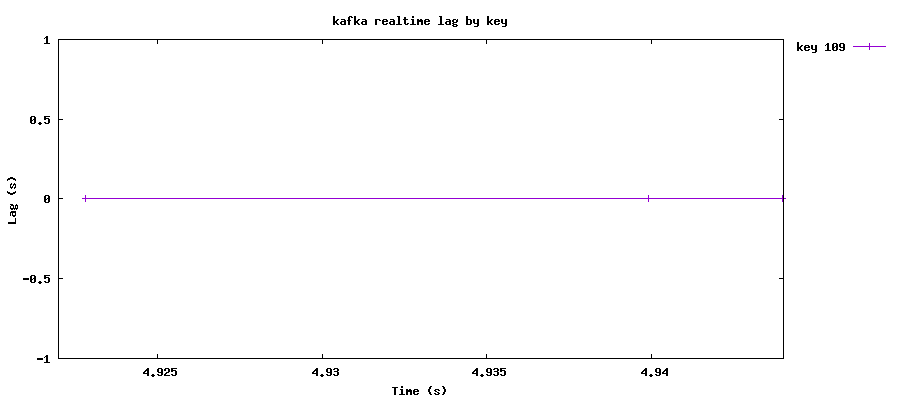 kafka realtime lag by key
key 109
1
0.5
0
-0.5
-1
Lag (s)
4.925 4.93 4.935 4.94
Time (s)